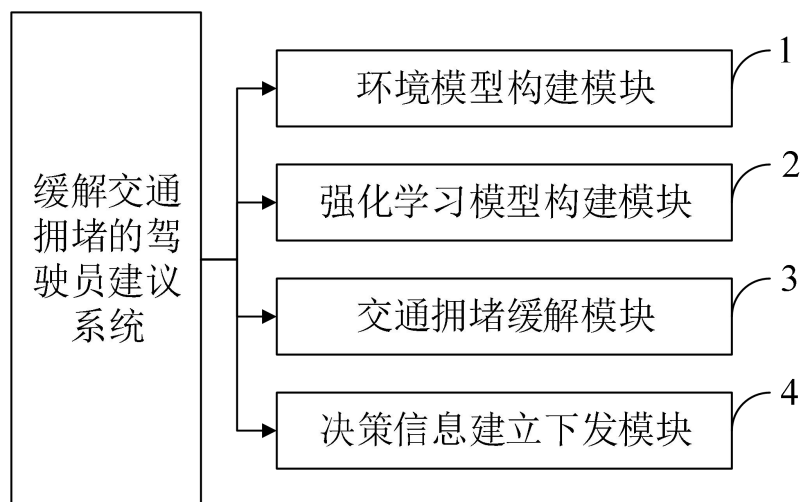 缓解交通
拥堵的驾
驶员建议
系统
环境模型构建模块
1
强化学习模型构建模块
2
交通拥堵缓解模块
3
决策信息建立下发模块
4